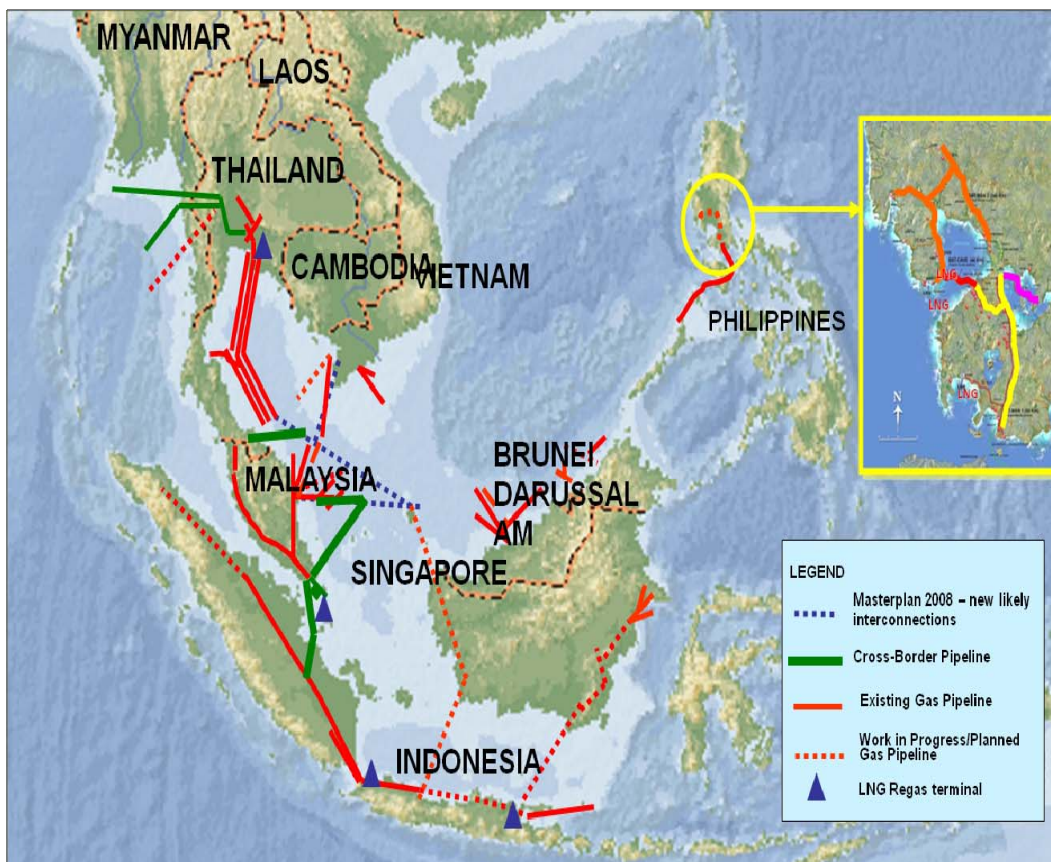 MYANMAR
LAOS
THAILAND
CAMBODIA
VIETNAM
PHILIPPINES
LNG
LNG
LNG
N
MALAYSIA
BRUNEI
DARUSSAL
AM
SINGAPORE
INDONESIA
LEGEND
Masterplan 2008 – new likely
interconnections
Cross-Border Pipeline
Existing Gas Pipeline
Work in Progress/Planned
Gas Pipeline
LNG Regas terminal